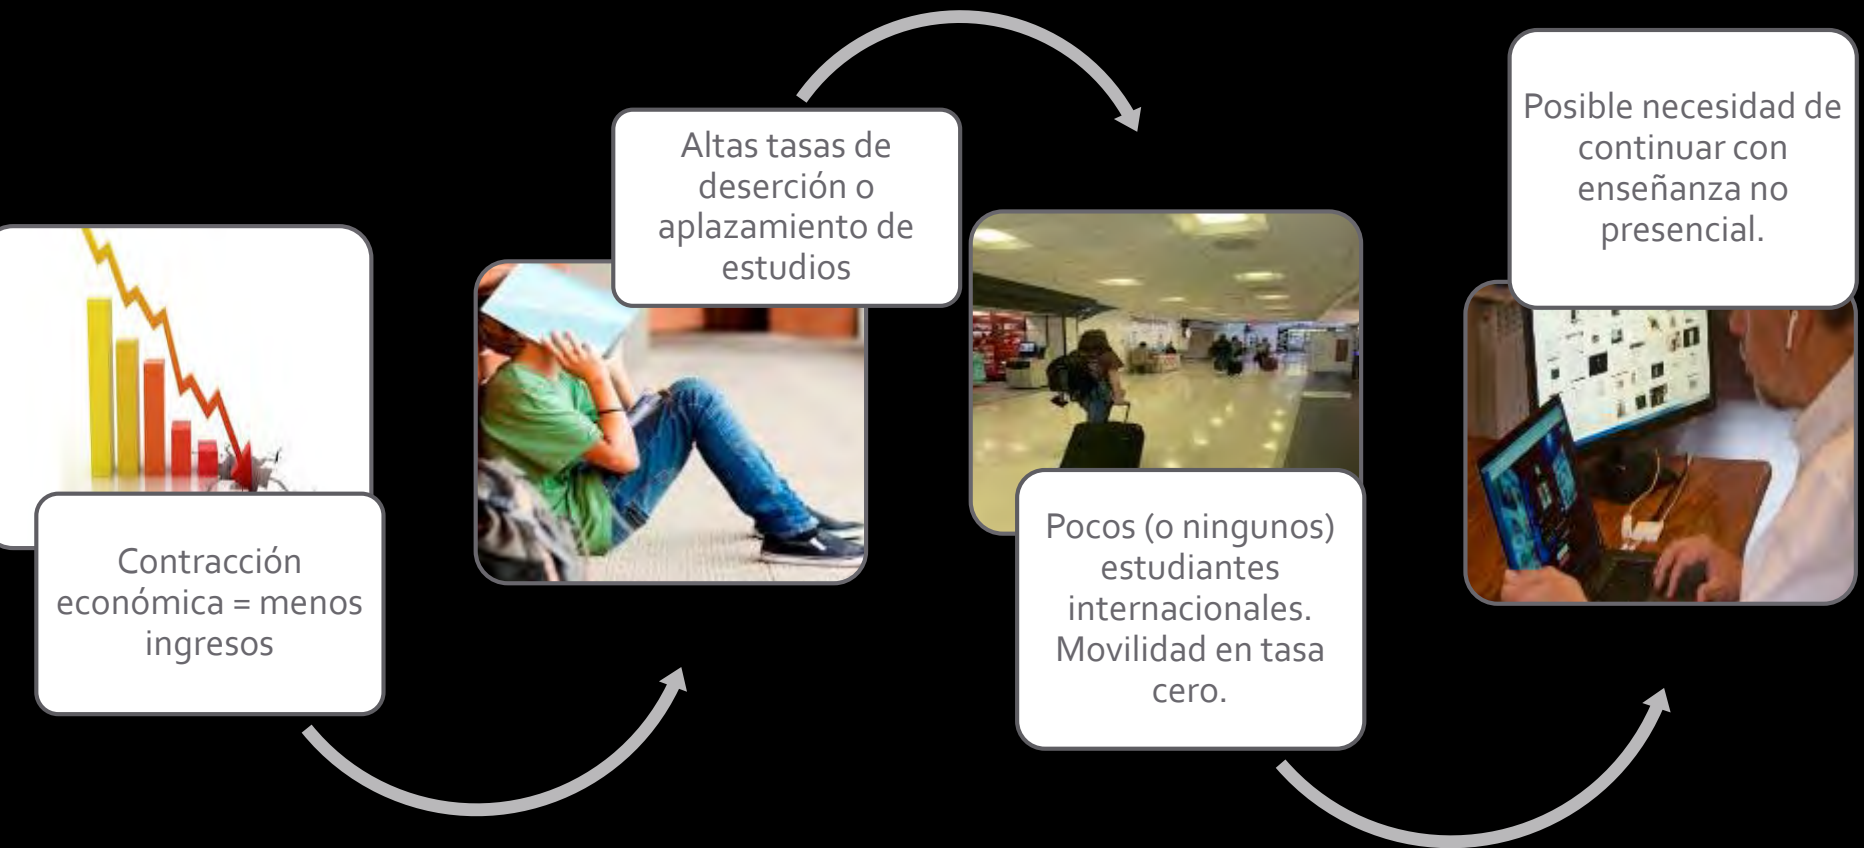 Contracción
económica = menos
ingresos
Altas tasas de
deserción o
aplazamiento de
estudios
Pocos (o ningunos)
estudiantes
internacionales.
Movilidad en tasa
cero.
Posible necesidad de
continuar con
enseñanza no
presencial.